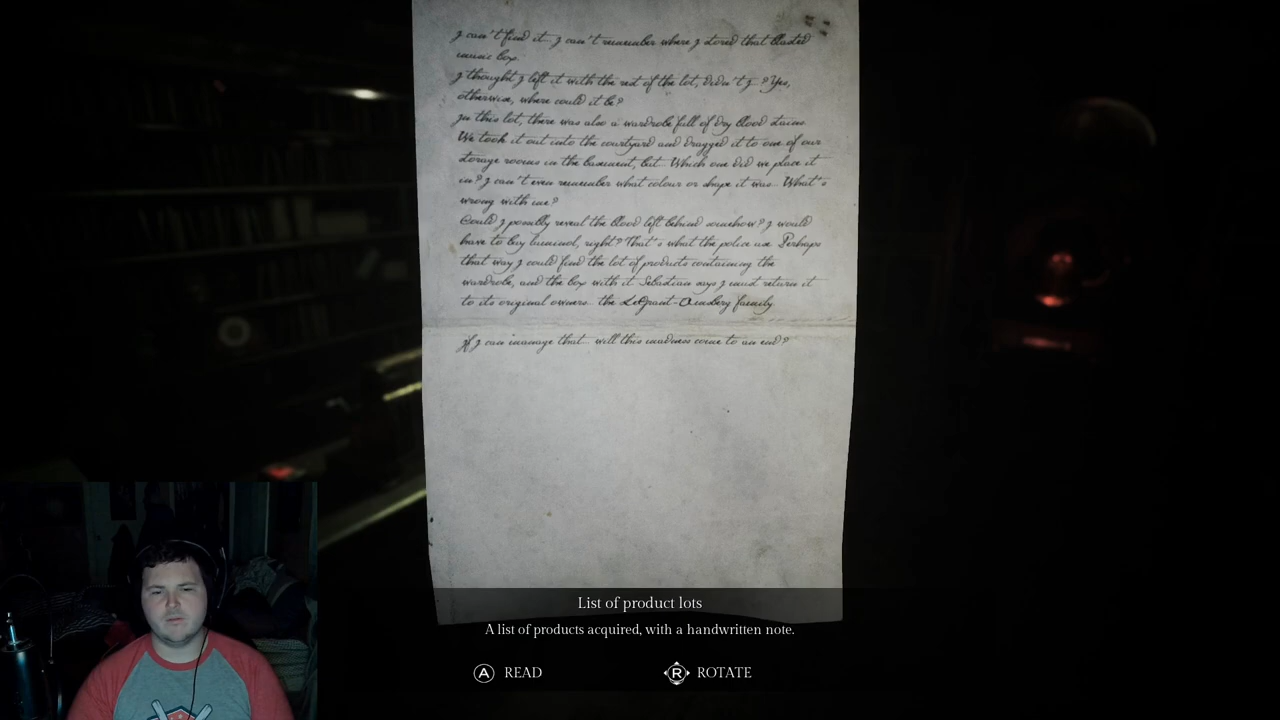 I can't find it... I can't remember where I stored that blasted
music box.
I thought I left it with the rest of the lot, didn't I? Yes,
otherwise, where could it be?
In this lot, there was also a wardrobe full of dry blood stains.
We took it out into the courtyard and dragged it to one of our
storage rooms in the basement, but... Which one did we place it
in? I can't even remember what colour or shape it was... What's
wrong with me?
Could I possibly reveal the blood left behind somehow? I would
have to buy luminol, right? That's what the police use. Perhaps
that way I could find the lot of products containing the
wardrobe, and the box with it. Sebastian says I must return it
to its original owners... the LeGrant-Ainsberg family.
If I can manage that... will this madness come to an end?
List of product lots
A list of products acquired, with a handwritten note.
A READ
R ROTATE